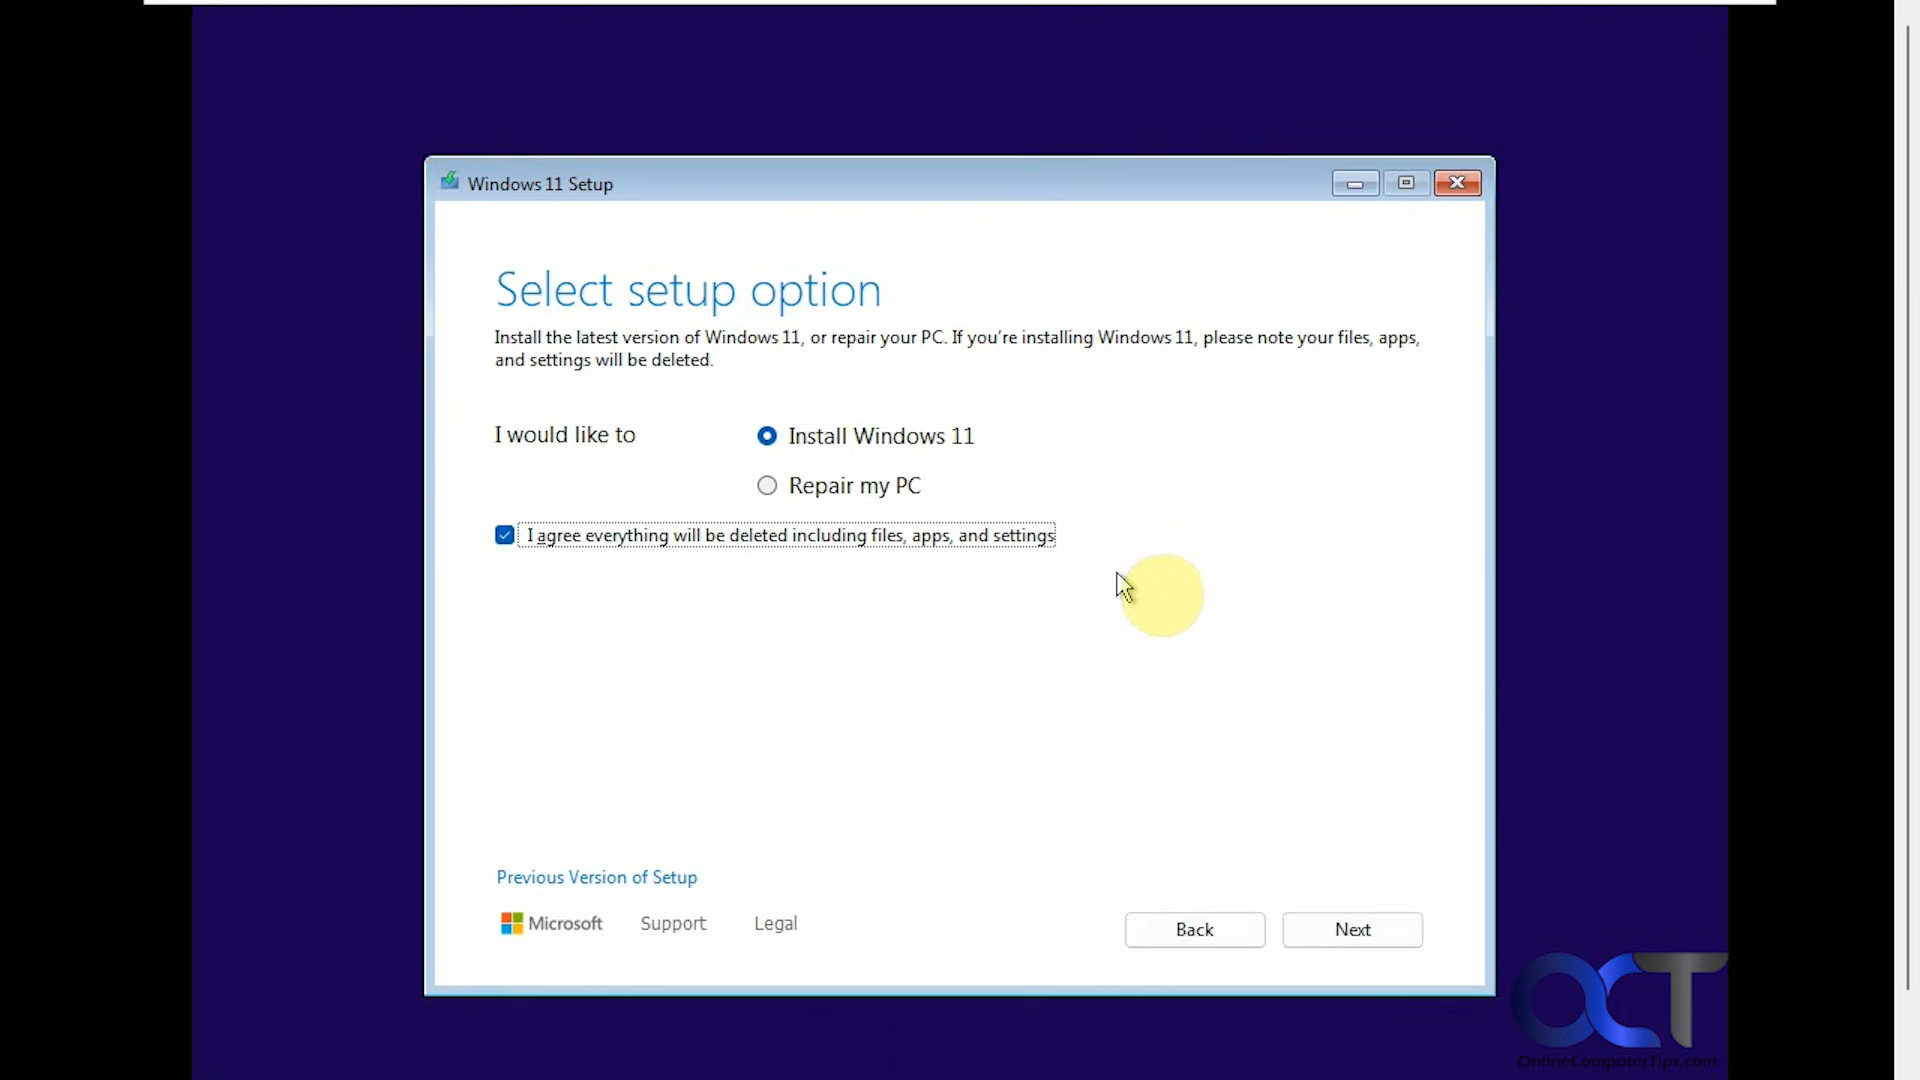 Windows 11 Setup
Select setup option
Install the latest version of Windows 11, or repair your PC. If you're installing Windows 11, please note your files, apps,
and settings will be deleted.
I would like to
Install Windows 11
Repair my PC
I agree everything will be deleted including files, apps, and settings
Previous Version of Setup
Microsoft
Support
Legal
Back
Next
OCT
OnlineComputerTips.com